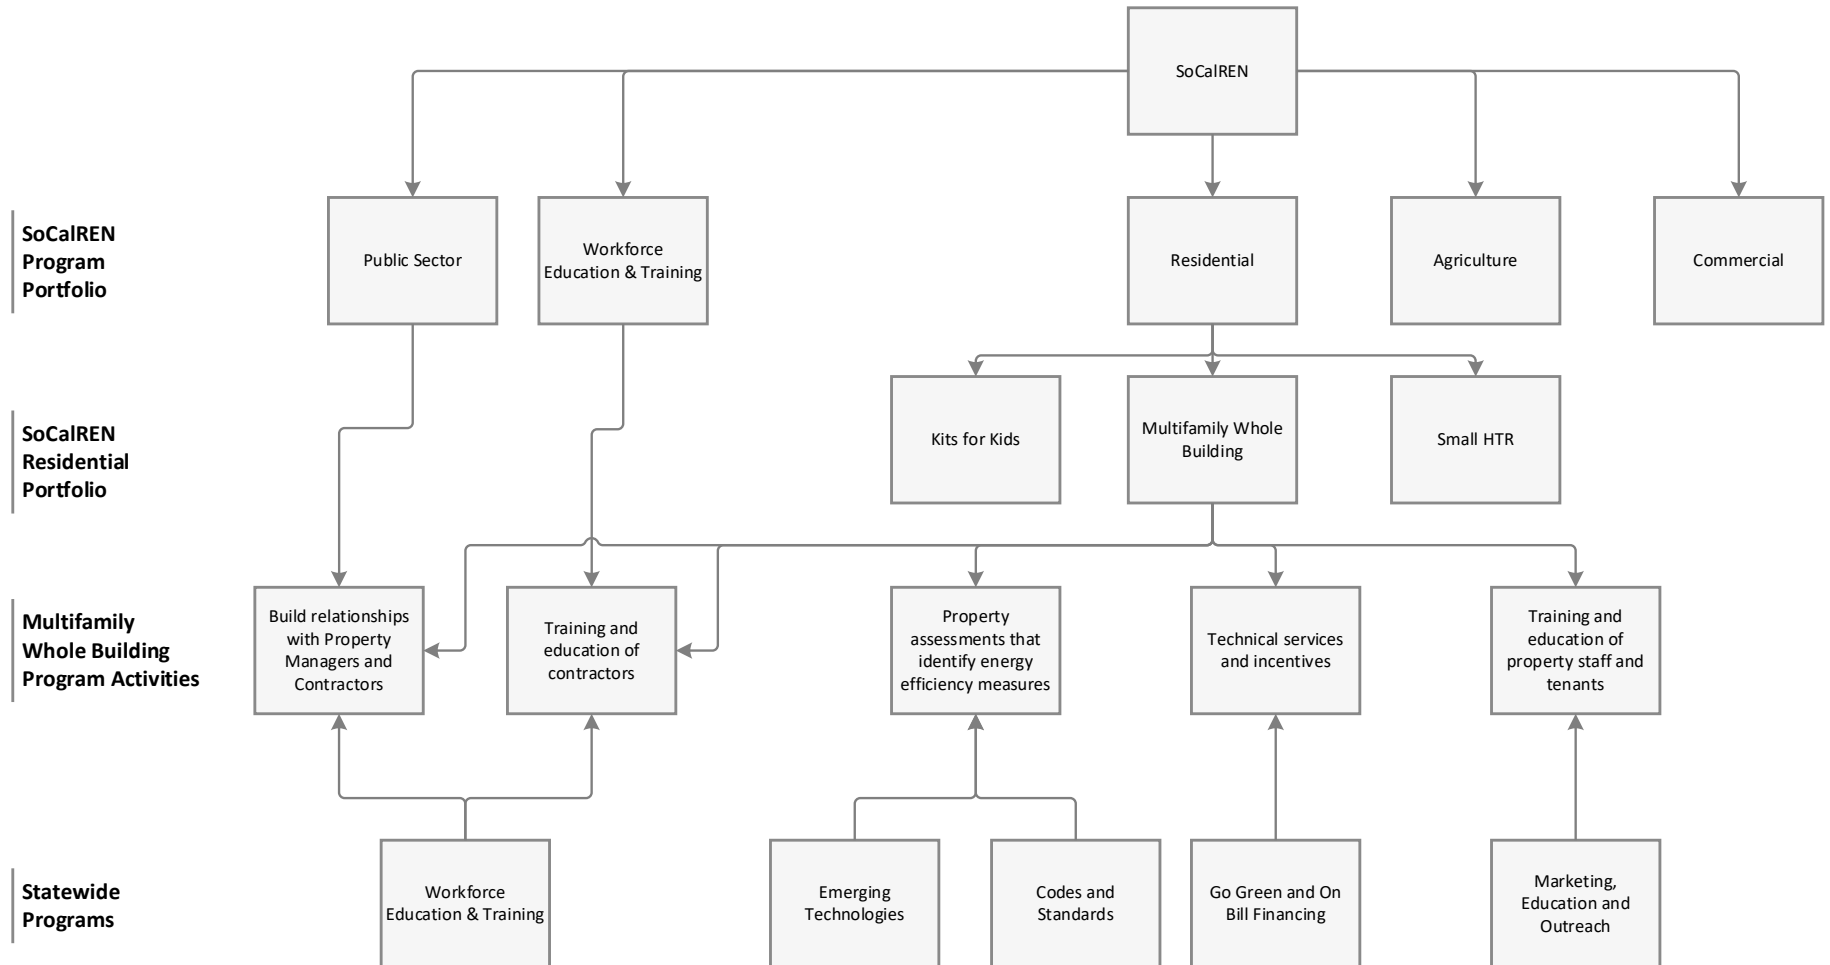 SoCalREN
SoCalREN
Program
Portfolio
Public Sector
Workforce
Education & Training
Residential
Agriculture
Commercial
SoCalREN
Residential
Portfolio
Kits for Kids
Multifamily Whole
Building
Small HTR
Multifamily
Whole Building
Program Activities
Build relationships
with Property
Managers and
Contractors
Training and
education of
contractors
Property
assessments that
identify energy
efficiency measures
Technical services
and incentives
Training and
education of
property staff and
tenants
Statewide
Programs
Workforce
Education & Training
Emerging
Technologies
Codes and
Standards
Go Green and On
Bill Financing
Marketing,
Education and
Outreach